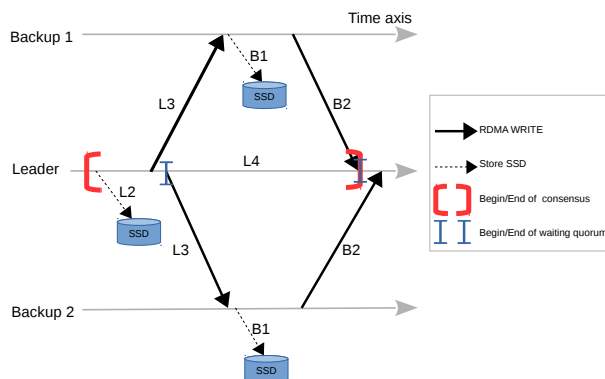 Time axis
Backup 1
B1
SSD
L3
B2
RDMA WRITE
Leader
L4
Store SSD
L2
Begin/End of consensus
SSD
Begin/End of waiting quorum
L3
B2
Backup 2
B1
SSD